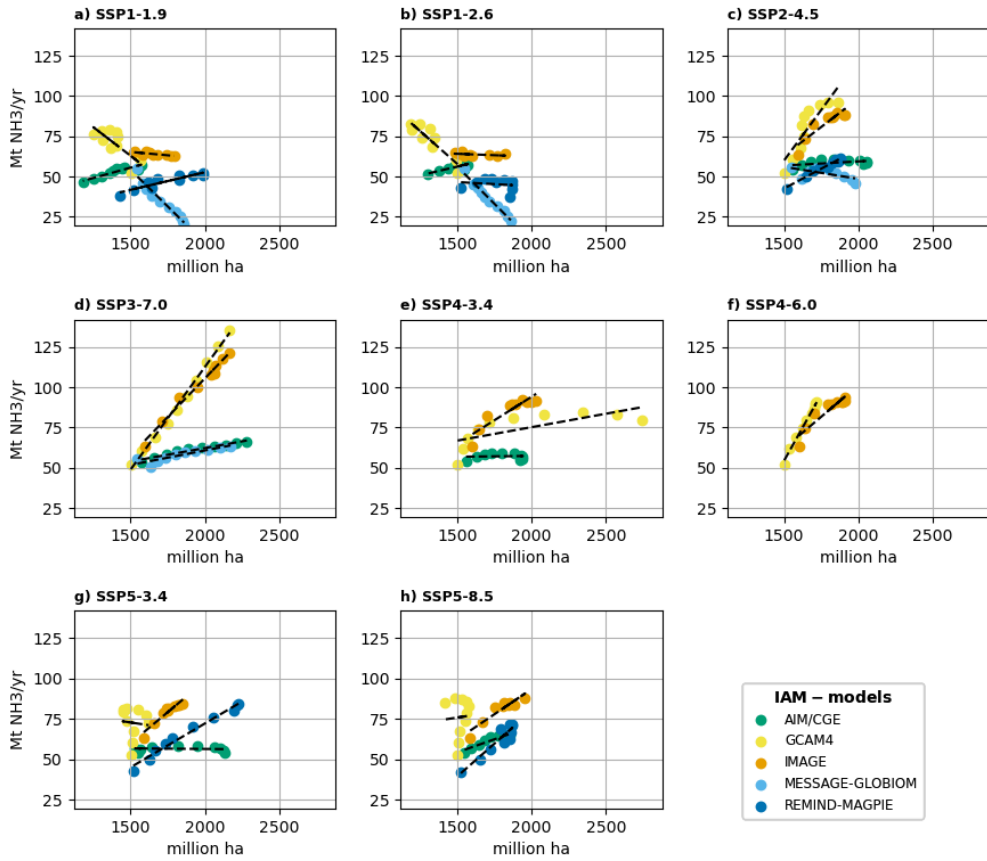 a) SSP1-1.9
b) SSP1-2.6
c) SSP2-4.5
Mt NH3/yr
125
100
75
50
25
125
100
75
50
25
125
100
75
50
25
1500 2000 2500
1500 2000 2500
1500 2000 2500
million ha
million ha
million ha
d) SSP3-7.0
e) SSP4-3.4
f) SSP4-6.0
Mt NH3/yr
125
100
75
50
25
125
100
75
50
25
125
100
75
50
25
1500 2000 2500
1500 2000 2500
1500 2000 2500
million ha
million ha
million ha
g) SSP5-3.4
h) SSP5-8.5
Mt NH3/yr
125
100
75
50
25
125
100
75
50
25
1500 2000 2500
1500 2000 2500
million ha
million ha
IAM – models
AIM/CGE
GCAM4
IMAGE
MESSAGE-GLOBIOM
REMIND-MAGPIE